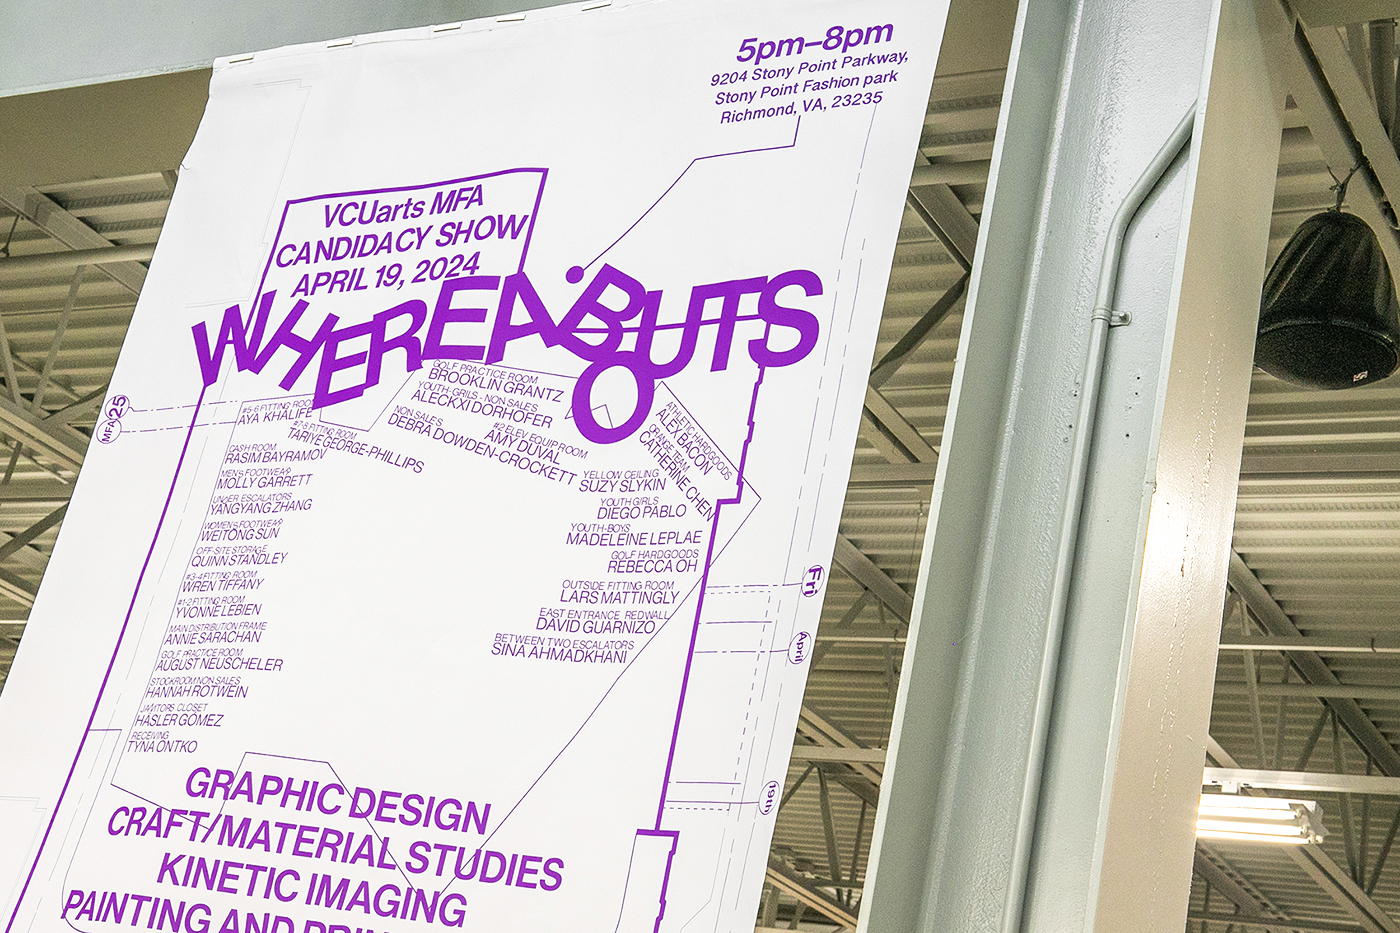 5pm–8pm
9204 Stony Point Parkway,
Stony Point Fashion park
Richmond, VA, 23235
VCUarts MFA
CANDIDACY SHOW
APRIL 19, 2024
WHEREABOUTS
MFA 25
#5-6 FITTING ROOM
AYA KHALIFE
#7-8 FITTING ROOM
TARIYE GEORGE-PHILLIPS
CASH ROOM
RASIM BAYRAMOV
MEN'S FOOTWEAR
MOLLY GARRETT
UNDER ESCALATORS
YANGYANG ZHANG
WOMEN'S FOOTWEAR
WEITONG SUN
OFF-SITE STORAGE
QUINN STANDLEY
#3-4 FITTING ROOM
WREN TIFFANY
#1-2 FITTING ROOM
YVONNE LEBIEN
MAIN DISTRIBUTION FRAME
ANNIE SARACHAN
GOLF PRACTICE ROOM
AUGUST NEUSCHELER
STOCKROOM NON SALES
HANNAH ROTWEIN
JANITORS CLOSET
HASLER GOMEZ
RECEIVING
TYNA ONTKO
GOLF PRACTICE ROOM
BROOKLIN GRANTZ
YOUTH-GRILS - NON SALES
ALECKXI DORHOFER
NON SALES
DEBRA DOWDEN-CROCKETT
#2 ELEV EQUIP ROOM
AMY DUVAL
ATHLETIC HARDGOODS
ALEX BACON
ORANGE TEAM
CATHERINE CHEN
YELLOW CEILING
SUZY SLYKIN
YOUTH GIRLS
DIEGO PABLO
YOUTH-BOYS
MADELEINE LEPLAE
GOLF HARDGOODS
REBECCA OH
OUTSIDE FITTING ROOM
LARS MATTINGLY
EAST ENTRANCE REDWALL
DAVID GUARNIZO
BETWEEN TWO ESCALATORS
SINA AHMADKHANI
Fri
April
19th
GRAPHIC DESIGN
CRAFT/MATERIAL STUDIES
KINETIC IMAGING
PAINTING AND